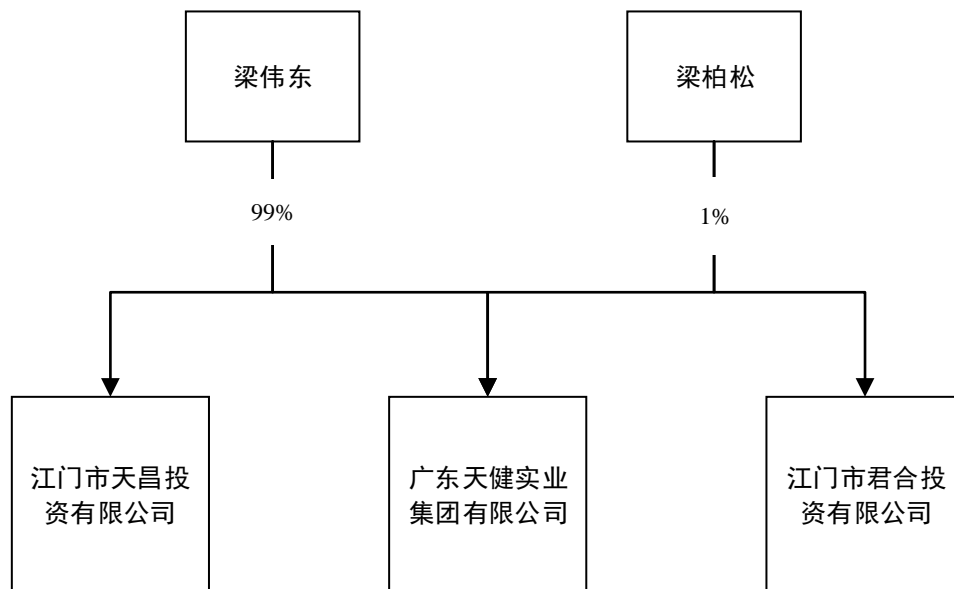 梁伟东
梁柏松
99%
1%
江门市天昌投
资有限公司
广东天健实业
集团有限公司
江门市君合投
资有限公司